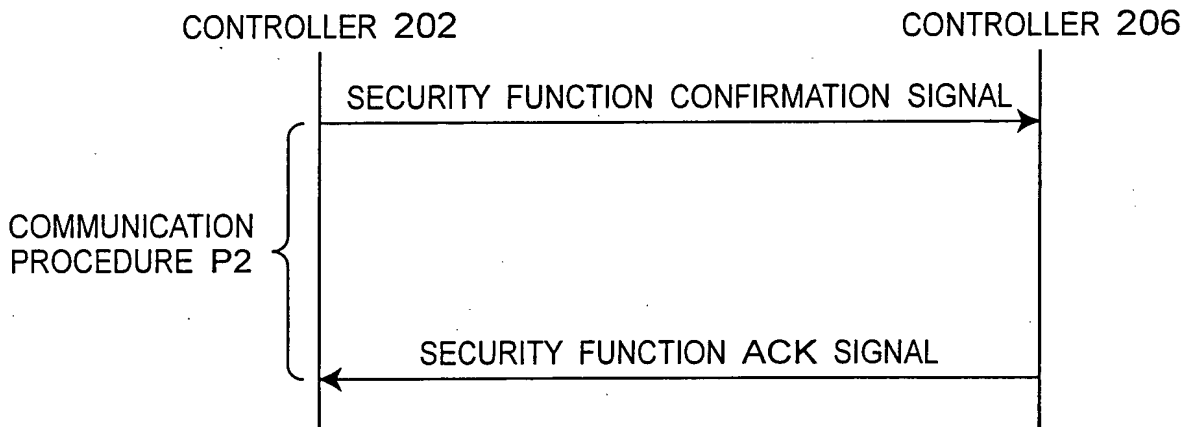 CONTROLLER 202
CONTROLLER 206
SECURITY FUNCTION CONFIRMATION SIGNAL
COMMUNICATION
PROCEDURE P2
SECURITY FUNCTION ACK SIGNAL